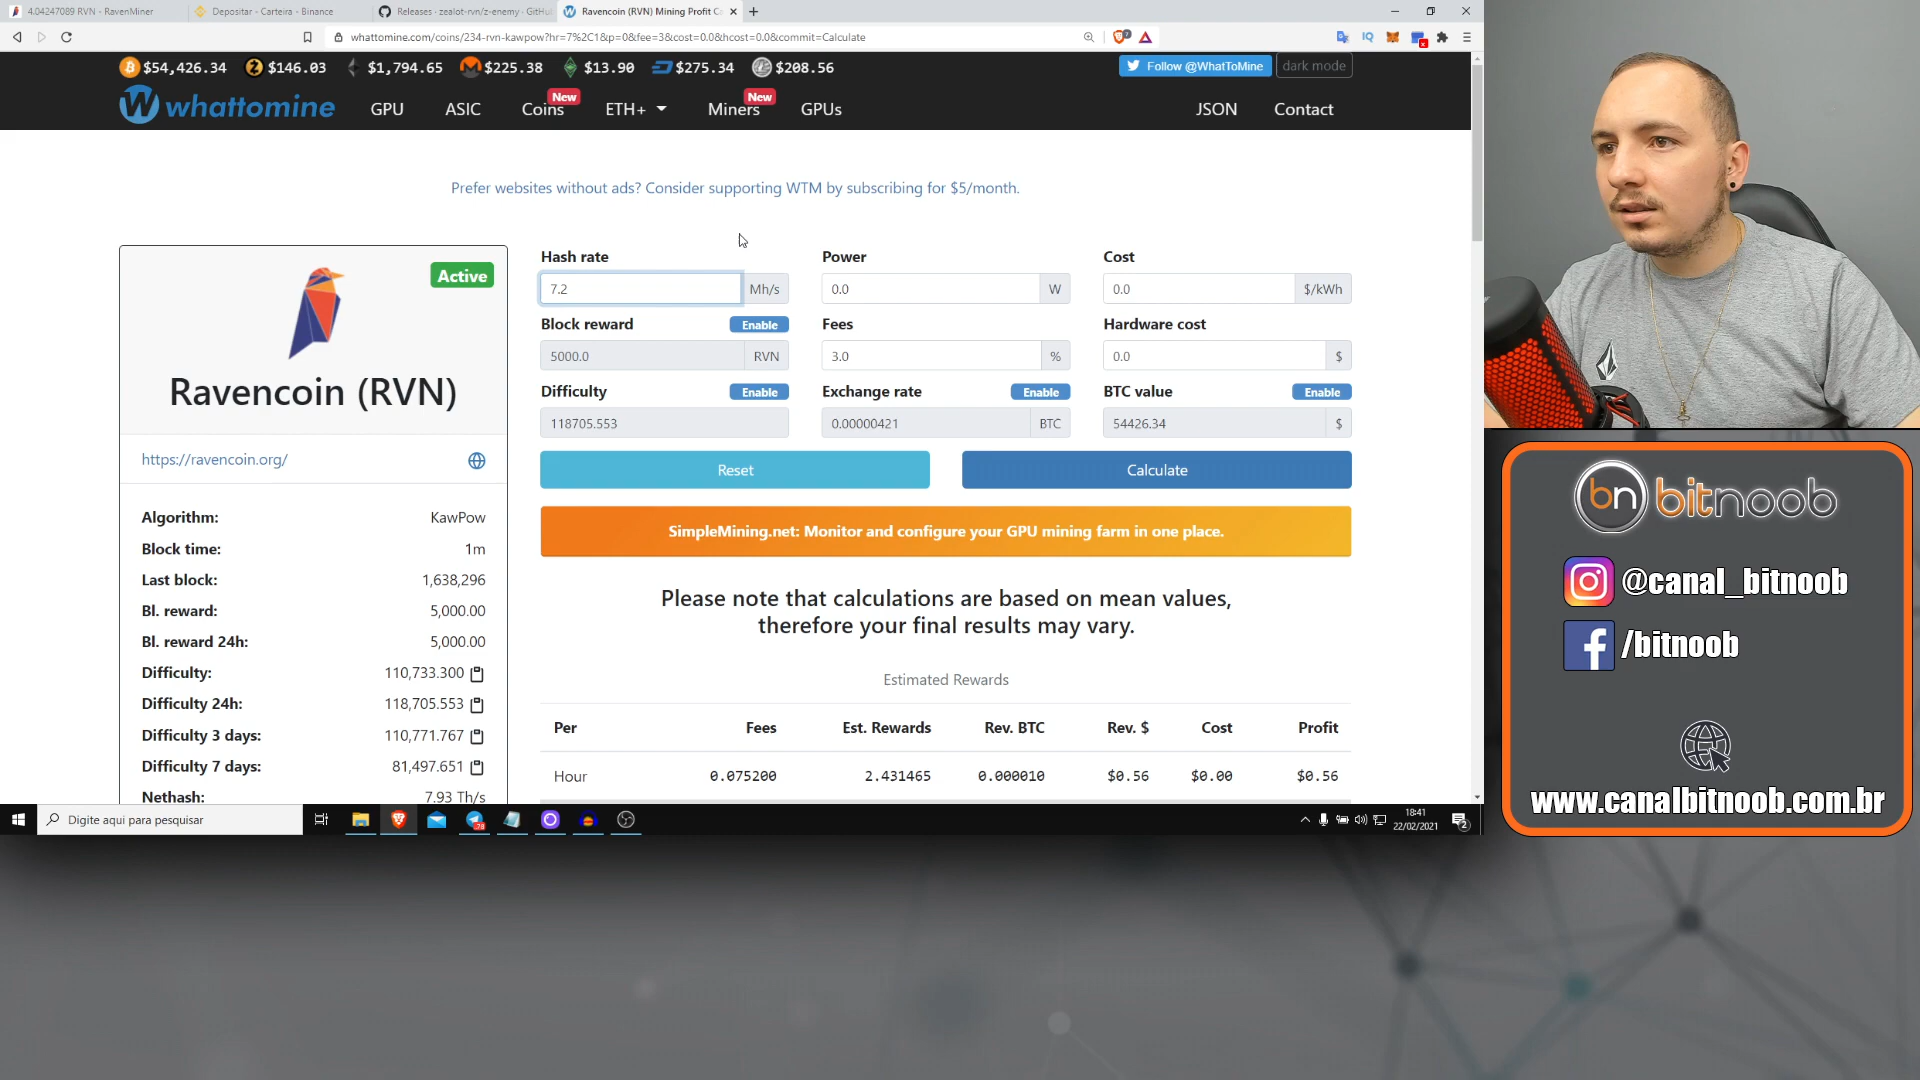 4.04247089 RVN - RavenMiner
Depositar - Carteira - Binance
Releases · zealot-rvn/z-enemy · GitHu
Ravencoin (RVN) Mining Profit Ca
whattomine.com/coins/234-rvn-kawpow?hr=7%2C1&p=0&fee=3&cost=0.0&hcost=0.0&commit=Calculate
$54,426.34 $146.03 $1,794.65 $225.38 $13.90 $275.34 $208.56
Follow @WhatToMine
dark mode
whattomine
GPU
ASIC
Coins New
ETH+
Miners New
GPUs
JSON
Contact
Prefer websites without ads? Consider supporting WTM by subscribing for $5/month.
Active
Ravencoin (RVN)
https://ravencoin.org/
Algorithm: KawPow
Block time: 1m
Last block: 1,638,296
Bl. reward: 5,000.00
Bl. reward 24h: 5,000.00
Difficulty: 110,733.300
Difficulty 24h: 118,705.553
Difficulty 3 days: 110,771.767
Difficulty 7 days: 81,497.651
Nethash: 7.93 Th/s
Hash rate Power Cost
7.2 Mh/s 0.0 W 0.0 $/kWh
Block reward Enable Fees Hardware cost
5000.0 RVN 3.0 % 0.0 $
Difficulty Enable Exchange rate Enable BTC value Enable
118705.553 0.00000421 BTC 54426.34 $
Reset Calculate
SimpleMining.net: Monitor and configure your GPU mining farm in one place.
Please note that calculations are based on mean values,
therefore your final results may vary.
Estimated Rewards
Per Fees Est. Rewards Rev. BTC Rev. $ Cost Profit
Hour 0.075200 2.431465 0.000010 $0.56 $0.00 $0.56
Digite aqui para pesquisar
28
18:41
22/02/2021
2
bn bitnoob
@canal_bitnoob
/bitnoob
www.canalbitnoob.com.br